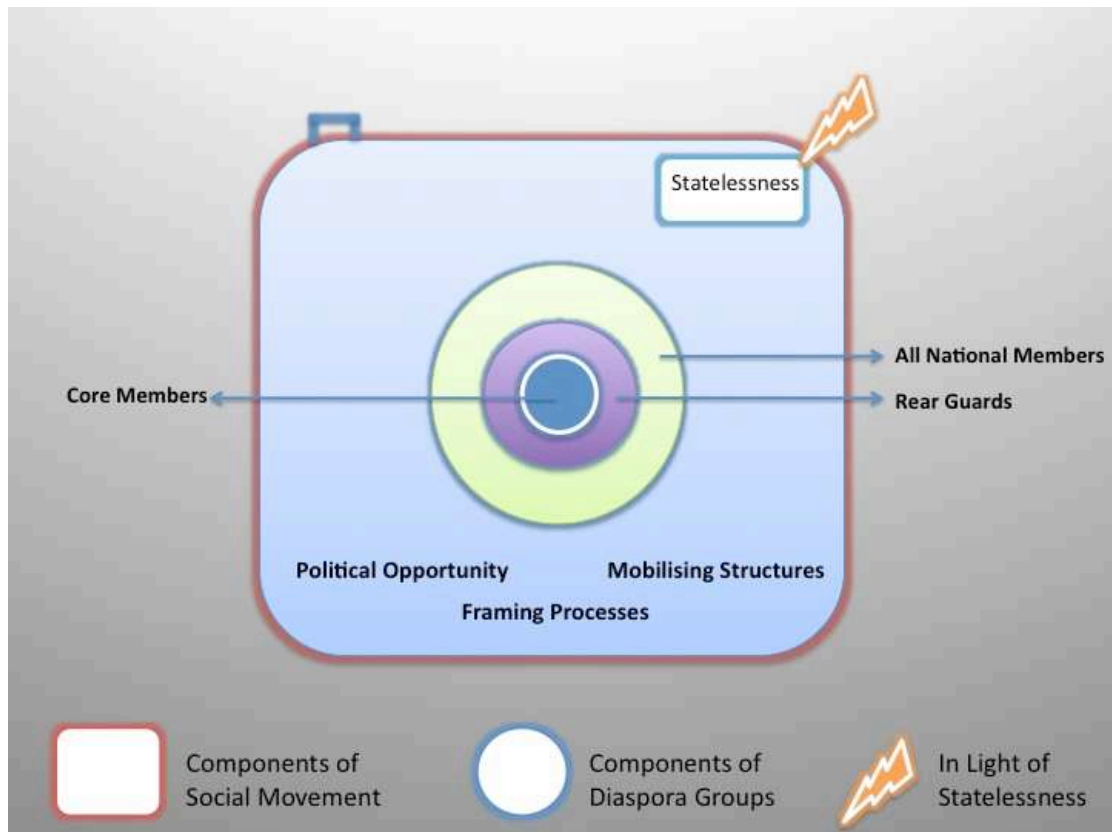 Statelessness
All National Members
Core Members
Rear Guards
Political Opportunity
Mobilising Structures
Framing Processes
Components of
Social Movement
Components of
Diaspora Groups
In Light of
Statelessness